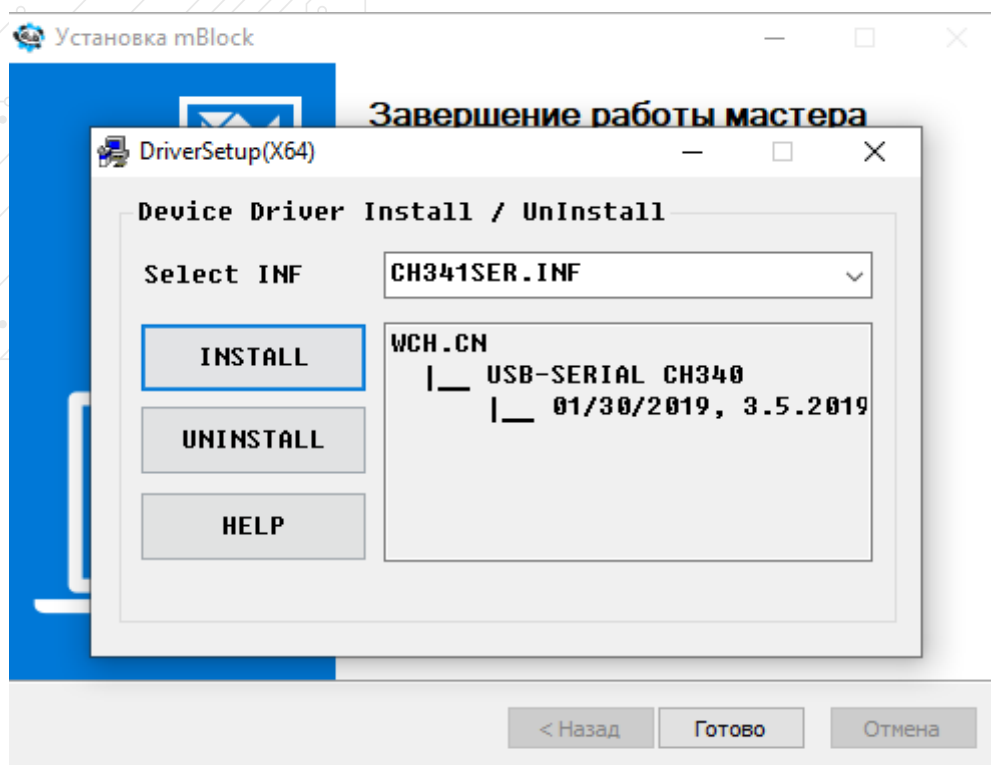 Установка mBlock
Завершение работы мастера
DriverSetup(X64)
Device Driver Install / UnInstall
Select INF
CH341SER.INF
INSTALL
UNINSTALL
HELP
WCH.CN
|__ USB-SERIAL CH340
|__ 01/30/2019, 3.5.2019
< Назад
Готово
Отмена